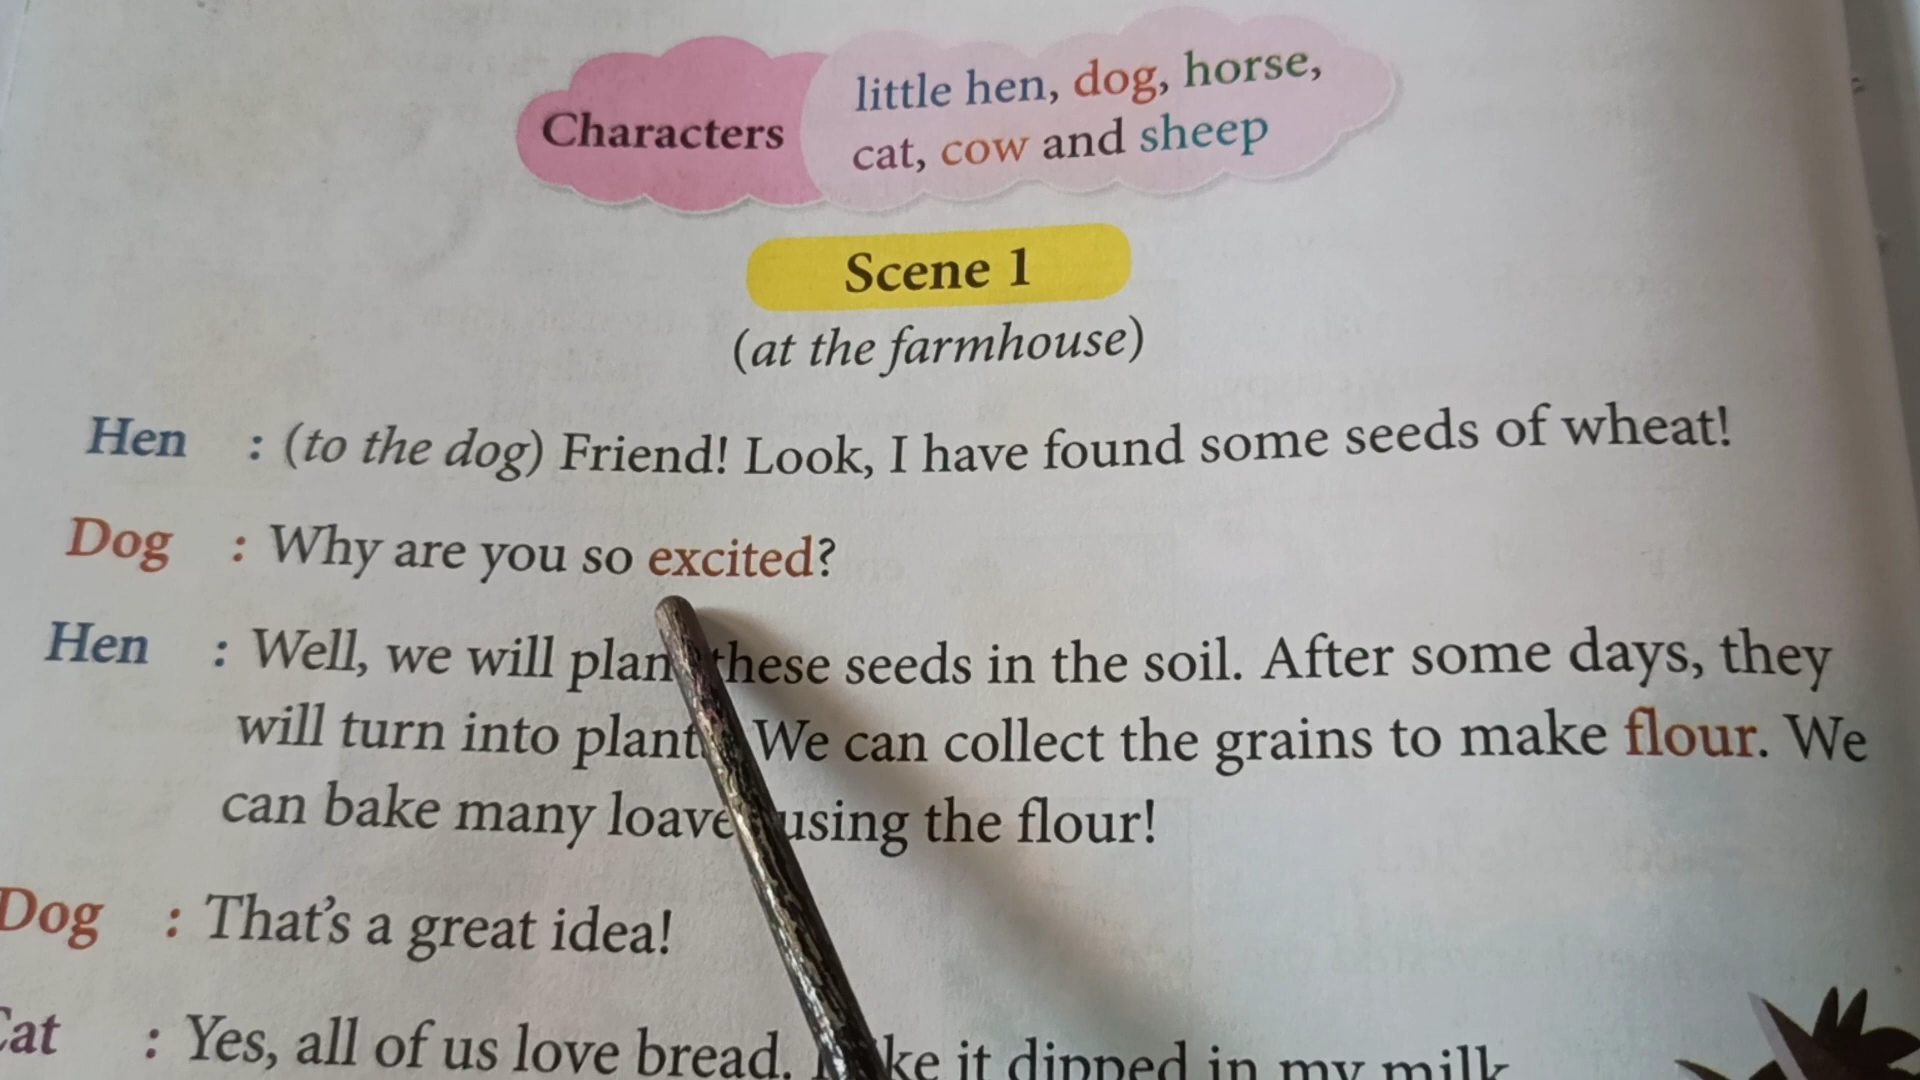 Characters
little hen, dog, horse,
cat, cow and sheep
Scene 1
(at the farmhouse)
Hen : (to the dog) Friend! Look, I have found some seeds of wheat!
Dog : Why are you so excited?
Hen : Well, we will plan these seeds in the soil. After some days, they
will turn into plant We can collect the grains to make flour. We
can bake many loave using the flour!
Dog : That's a great idea!
Cat : Yes, all of us love bread. it dipped in my milk